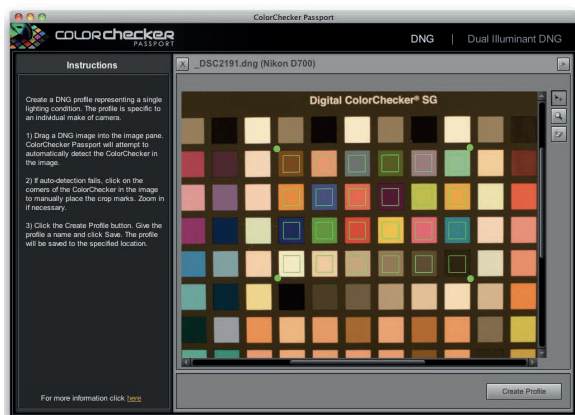 ColorChecker Passport
COLORCHECKER
PASSPORT
DNG | Dual Illuminant DNG
Instructions
Create a DNG profile representing a single
lighting condition. The profile is specific to
an individual make of camera.
1) Drag a DNG image into the image pane.
ColorChecker Passport will attempt to
automatically detect the ColorChecker in
the image.
2) If auto-detection fails, click on the
corners of the ColorChecker in the image
to manually place the crop marks. Zoom in
if necessary.
3) Click the Create Profile button. Give the
profile a name and click Save. The profile
will be saved to the specified location.
For more information click here
X _DSC2191.dng (Nikon D700) >
Digital ColorChecker® SG
Create Profile